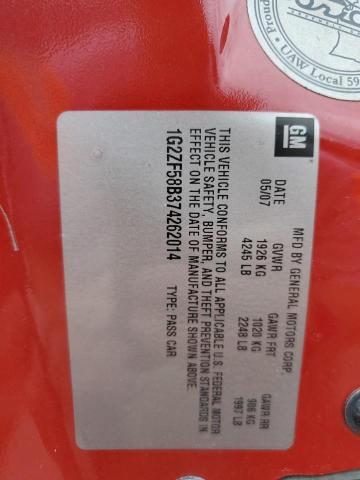 Proud
UAW Local 59
GM
MFD BY GENERAL MOTORS CORP.
DATE GVWR GAWR FRT GAWR RR
05/07 1926 KG 1020 KG 906 KG
4245 LB 2248 LB 1997 LB
THIS VEHICLE CONFORMS TO ALL APPLICABLE U.S. FEDERAL MOTOR
VEHICLE SAFETY, BUMPER, AND THEFT PREVENTION STANDARDS IN
EFFECT ON THE DATE OF MANUFACTURE SHOWN ABOVE.
1G2ZF58B374262014 TYPE: PASS CAR